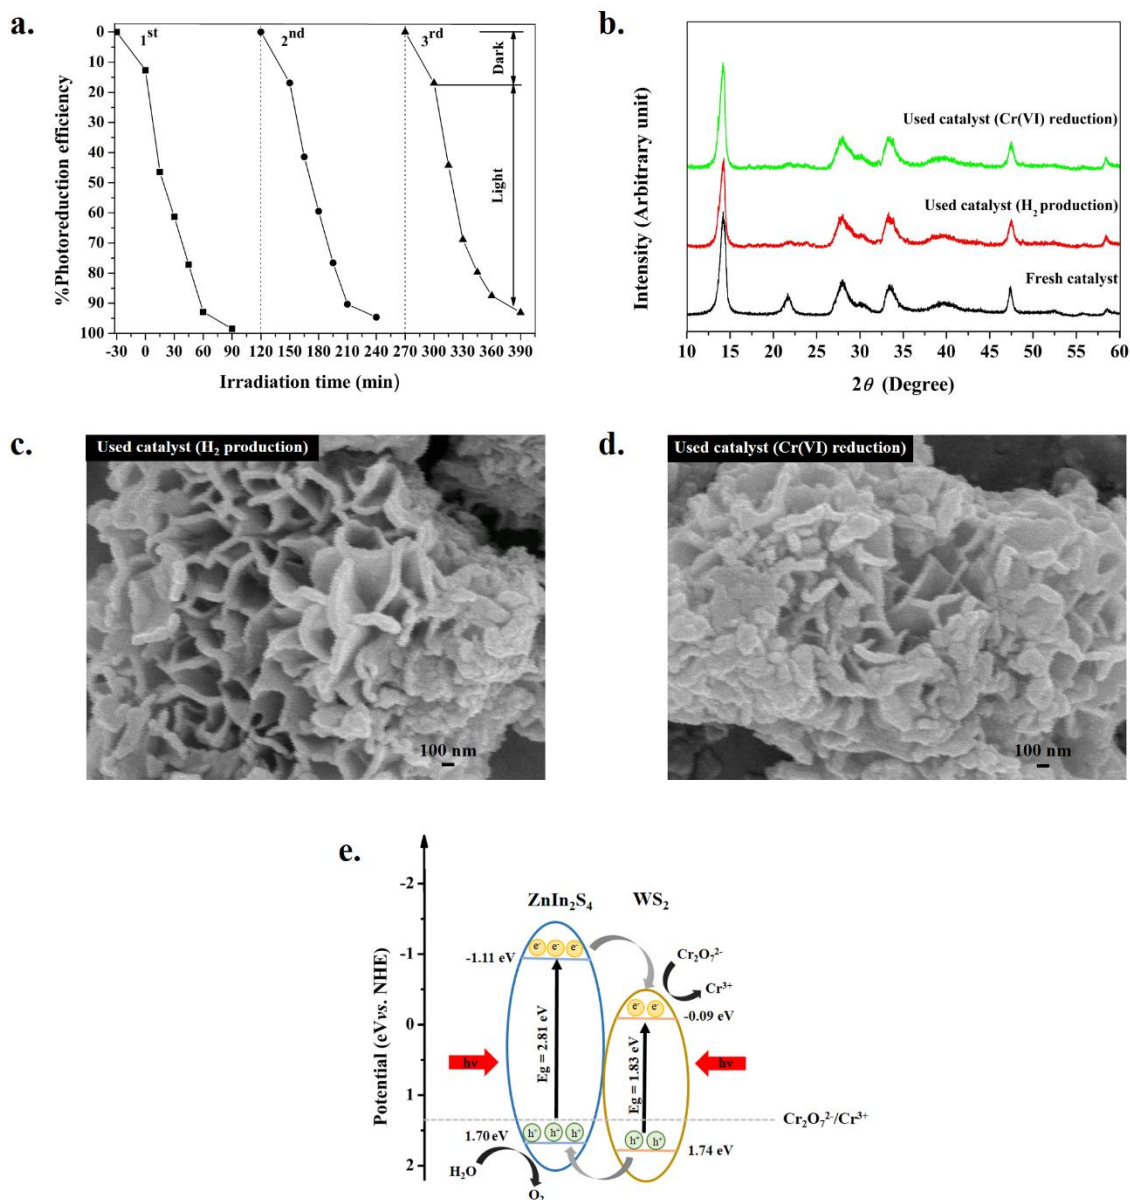 a.
1st 2nd 3rd
Dark
Light
%Photoreduction efficiency
0
10
20
30
40
50
60
70
80
90
100
-30 0 30 60 90 120 150 180 210 240 270 300 330 360 390
Irradiation time (min)
b.
Intensity (Arbitrary unit)
Used catalyst (Cr(VI) reduction)
Used catalyst (H₂ production)
Fresh catalyst
10 15 20 25 30 35 40 45 50 55 60
2θ (Degree)
c.
Used catalyst (H₂ production)
100 nm
d.
Used catalyst (Cr(VI) reduction)
100 nm
e.
Potential (eV vs. NHE)
-2
-1
0
1
2
ZnIn₂S₄ WS₂
e⁻ e⁻ e⁻
-1.11 eV
Cr₂O₇²⁻
Cr³⁺
e⁻ e⁻
-0.09 eV
Eg = 2.81 eV
Eg = 1.83 eV
hν
hν
Cr₂O₇²⁻/Cr³⁺
h⁺ h⁺ h⁺
1.70 eV
h⁺ h⁺
1.74 eV
H₂O
O₂